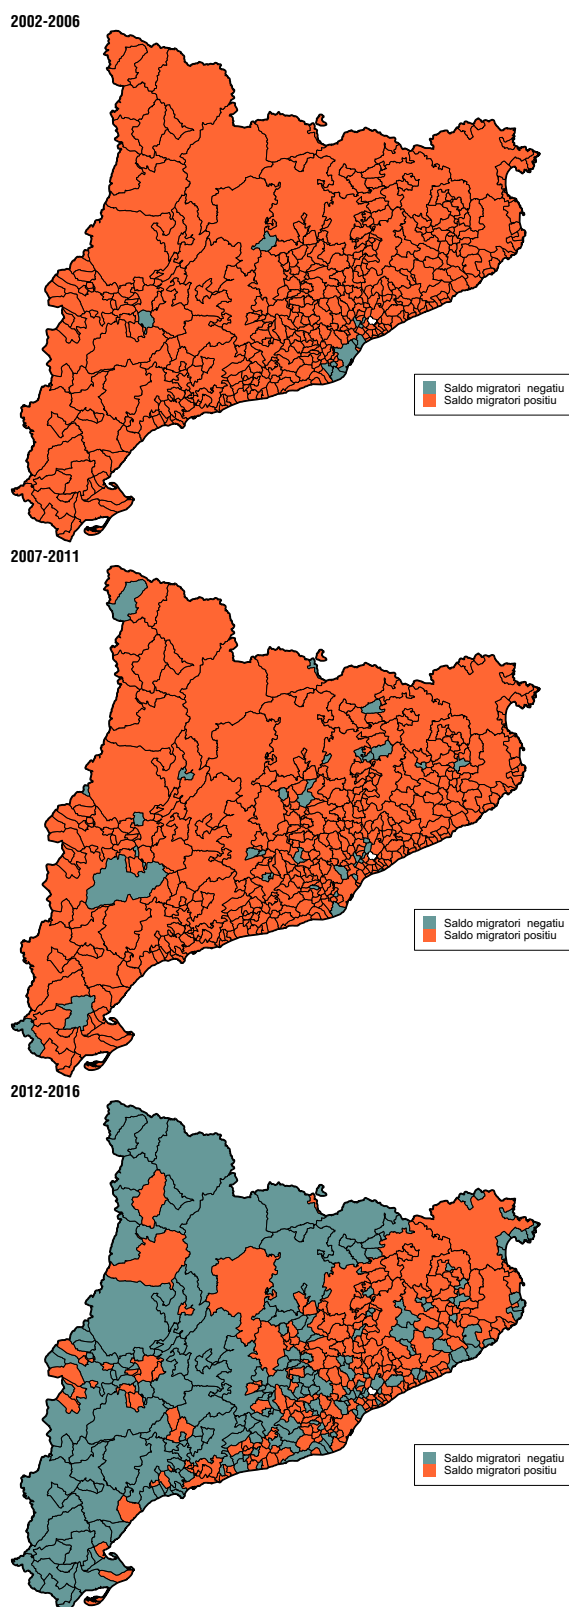 2002-2006
Saldo migratori negatiu
Saldo migratori positiu
2007-2011
Saldo migratori negatiu
Saldo migratori positiu
2012-2016
Saldo migratori negatiu
Saldo migratori positiu